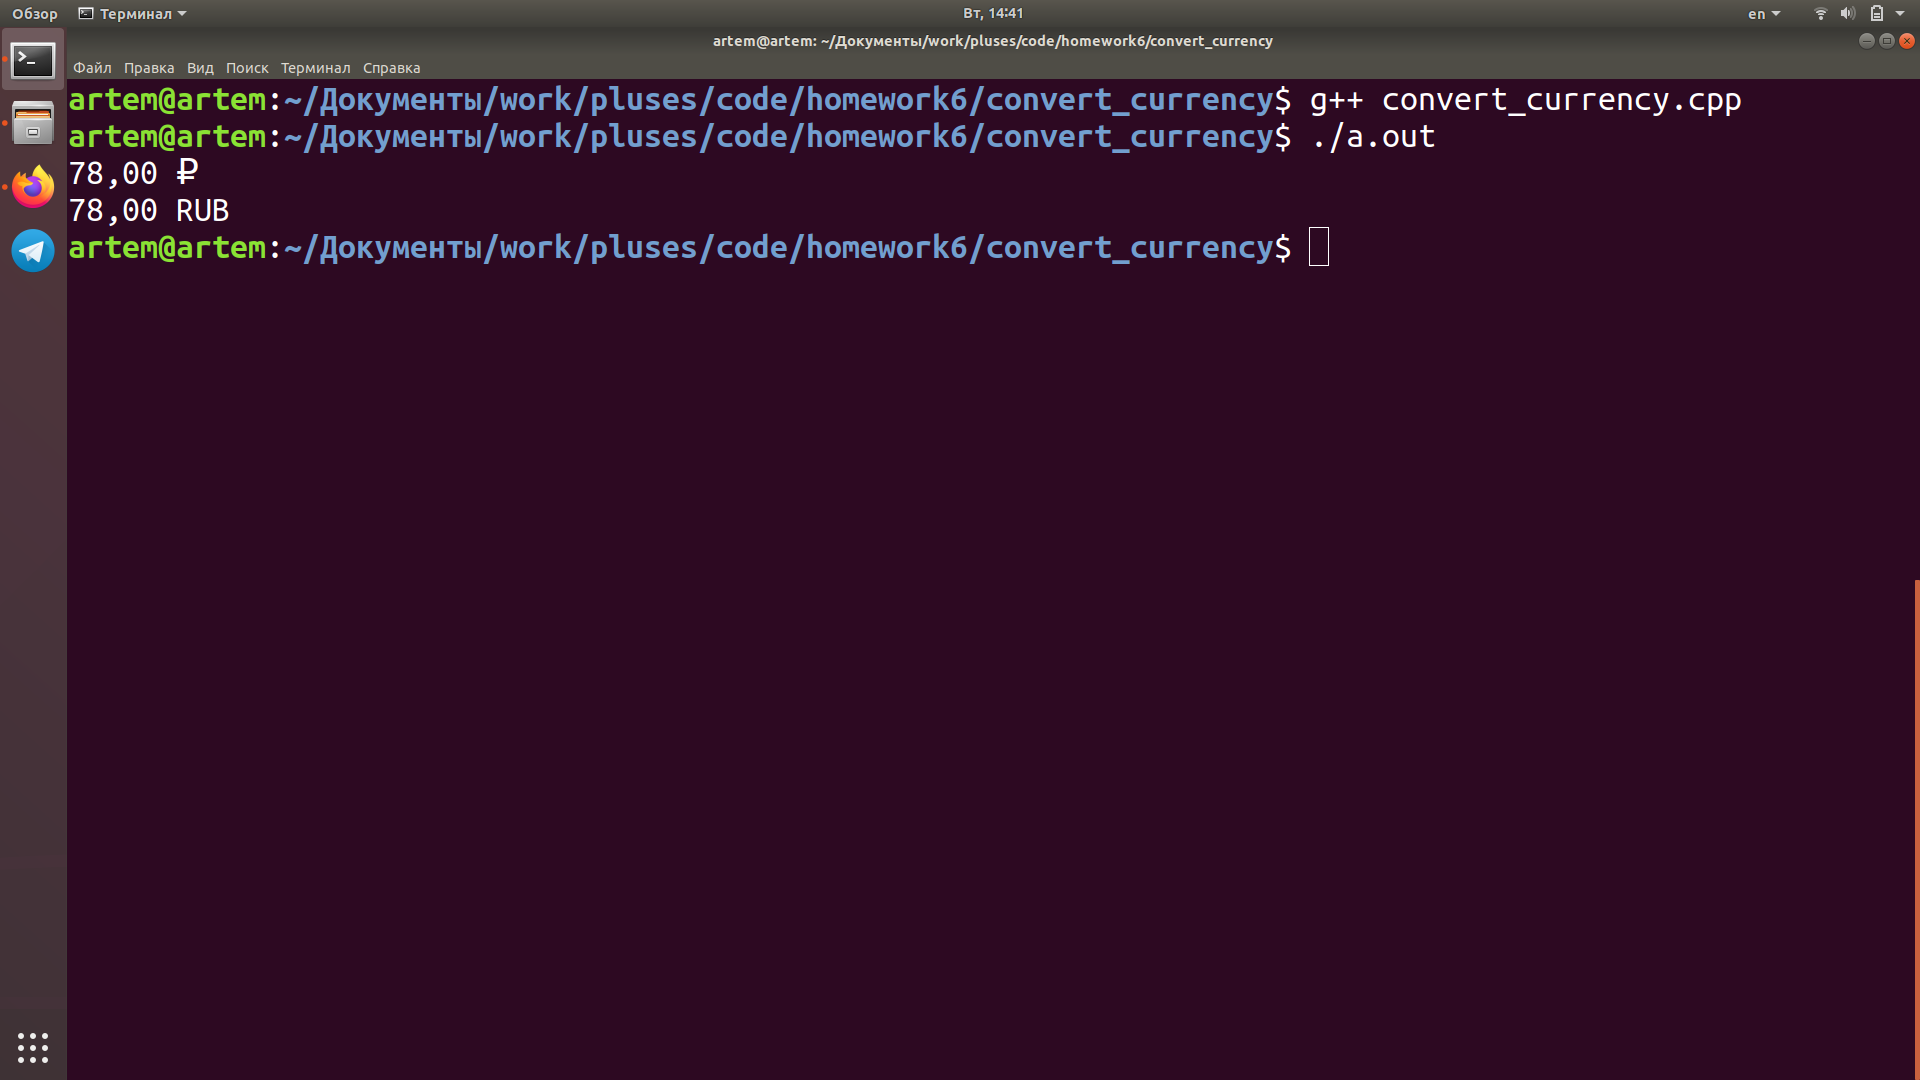 Обзор Терминал Вт, 14:41 en
artem@artem: ~/Документы/work/pluses/code/homework6/convert_currency
Файл Правка Вид Поиск Терминал Справка
artem@artem:~/Документы/work/pluses/code/homework6/convert_currency$ g++ convert_currency.cpp
artem@artem:~/Документы/work/pluses/code/homework6/convert_currency$ ./a.out
78,00 ₽
78,00 RUB
artem@artem:~/Документы/work/pluses/code/homework6/convert_currency$